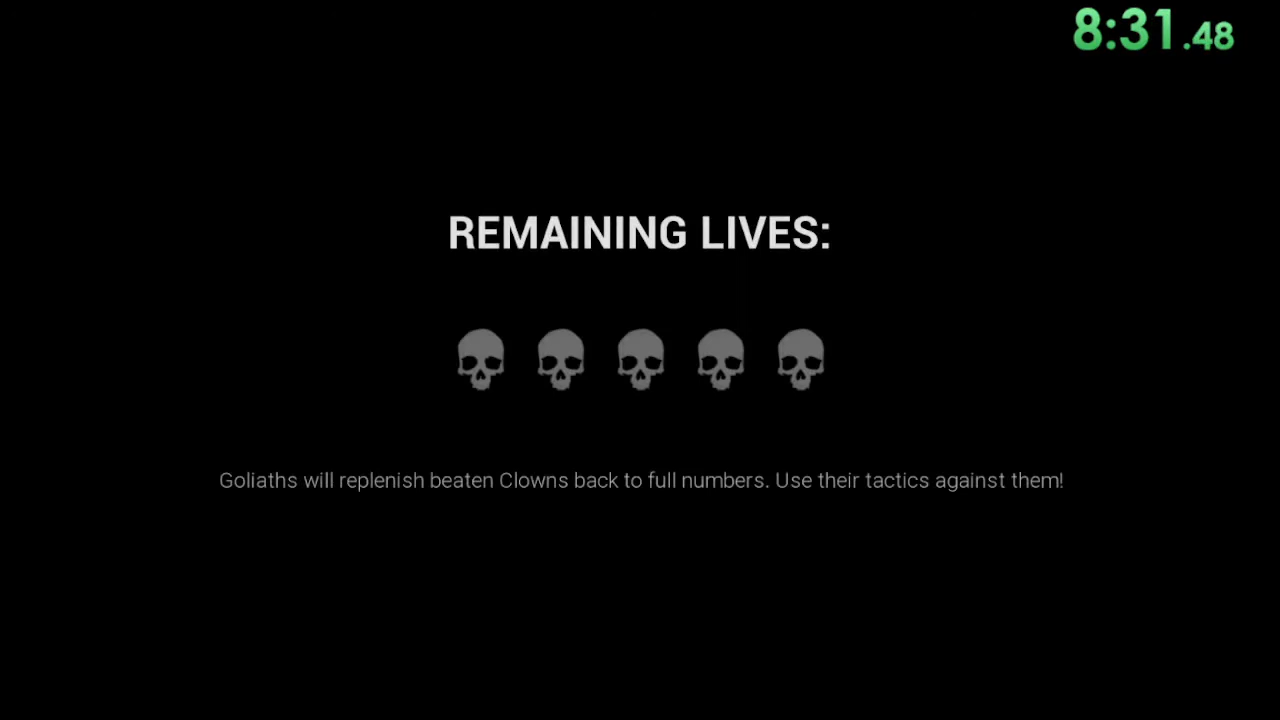 8:31.48
REMAINING LIVES:
Goliaths will replenish beaten Clowns back to full numbers. Use their tactics against them!